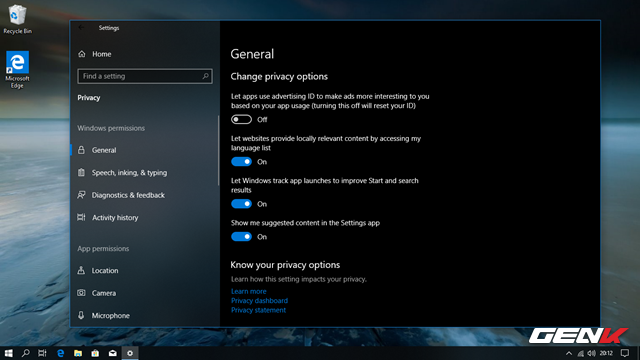 Recycle Bin
Microsoft
Edge
Settings
Home
Find a setting
Privacy
Windows permissions
General
Speech, inking, & typing
Diagnostics & feedback
Activity history
App permissions
Location
Camera
Microphone
General
Change privacy options
Let apps use advertising ID to make ads more interesting to you
based on your app usage (turning this off will reset your ID)
Off
Let websites provide locally relevant content by accessing my
language list
On
Let Windows track app launches to improve Start and search
results
On
Show me suggested content in the Settings app
On
Know your privacy options
Learn how this setting impacts your privacy.
Learn more
Privacy dashboard
Privacy statement
GENK
20:12